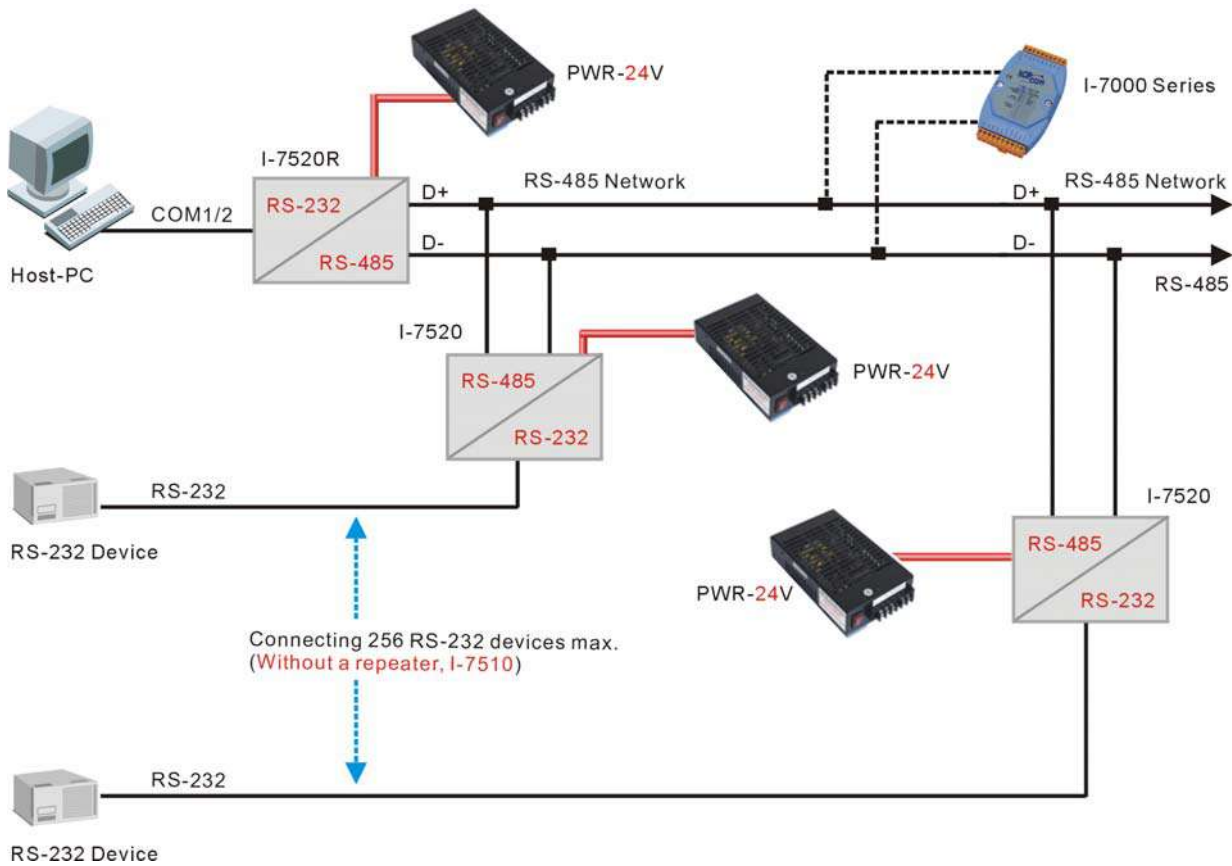 PWR-24V
I-7000 Series
I-7520R
RS-232
RS-485
COM1/2
Host-PC
D+
RS-485 Network
D+
RS-485 Network
D-
D-
RS-485
I-7520
RS-485
RS-232
PWR-24V
RS-232
RS-232 Device
I-7520
RS-485
RS-232
PWR-24V
Connecting 256 RS-232 devices max.
(Without a repeater, I-7510)
RS-232
RS-232 Device